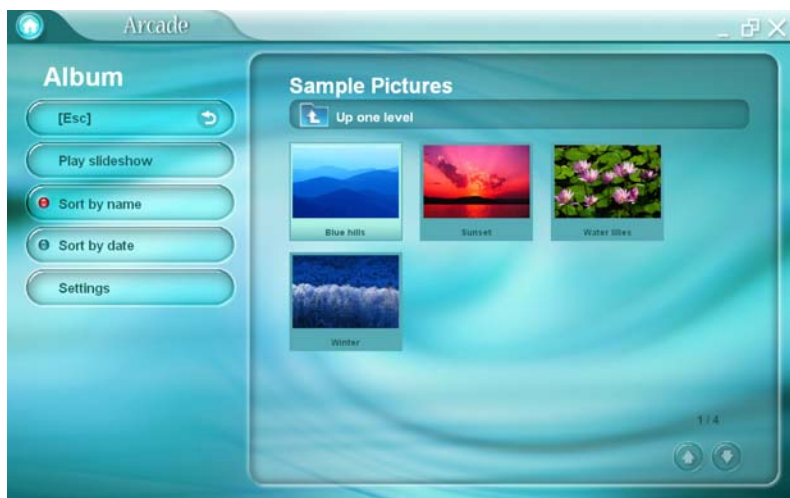 Arcade
Album
[Esc]
Play slideshow
Sort by name
Sort by date
Settings
Sample Pictures
Up one level
Blue hills
Sunset
Water lilies
Winter
1 / 4